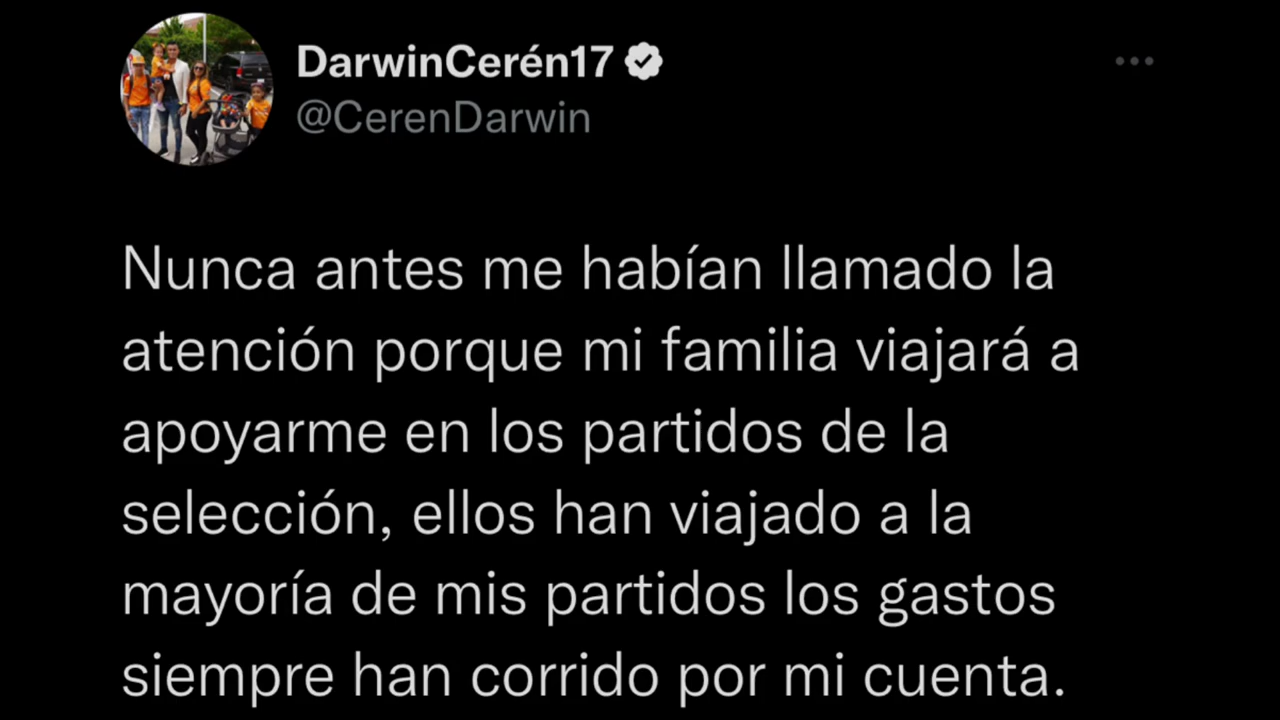 DarwinCerén17
@CerenDarwin
Nunca antes me habían llamado la
atención porque mi familia viajará a
apoyarme en los partidos de la
selección, ellos han viajado a la
mayoría de mis partidos los gastos
siempre han corrido por mi cuenta.